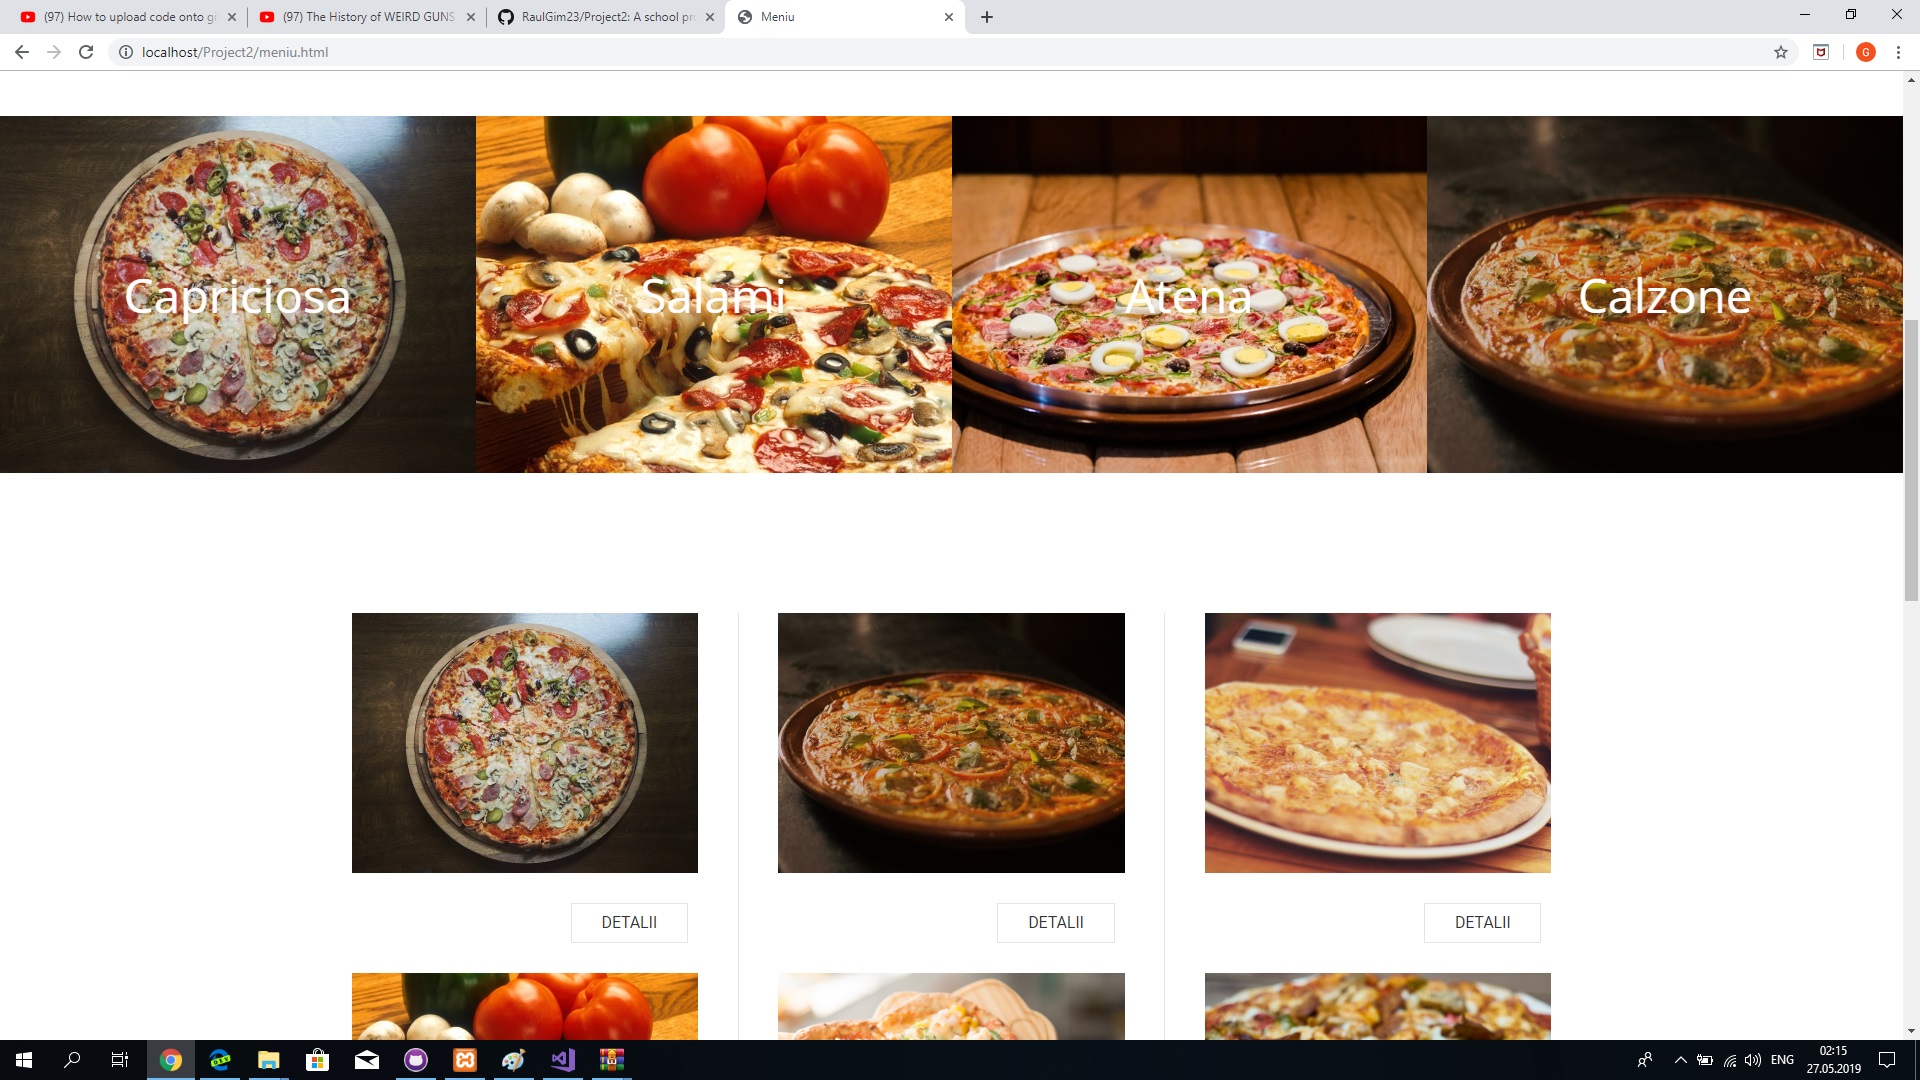 (97) How to upload code onto gi
(97) The History of WEIRD GUNS
RaulGim23/Project2: A school pro
Meniu
localhost/Project2/meniu.html
G
Capriciosa
Salami
Atena
Calzone
DETALII
DETALII
DETALII
ENG
02:15
27.05.2019